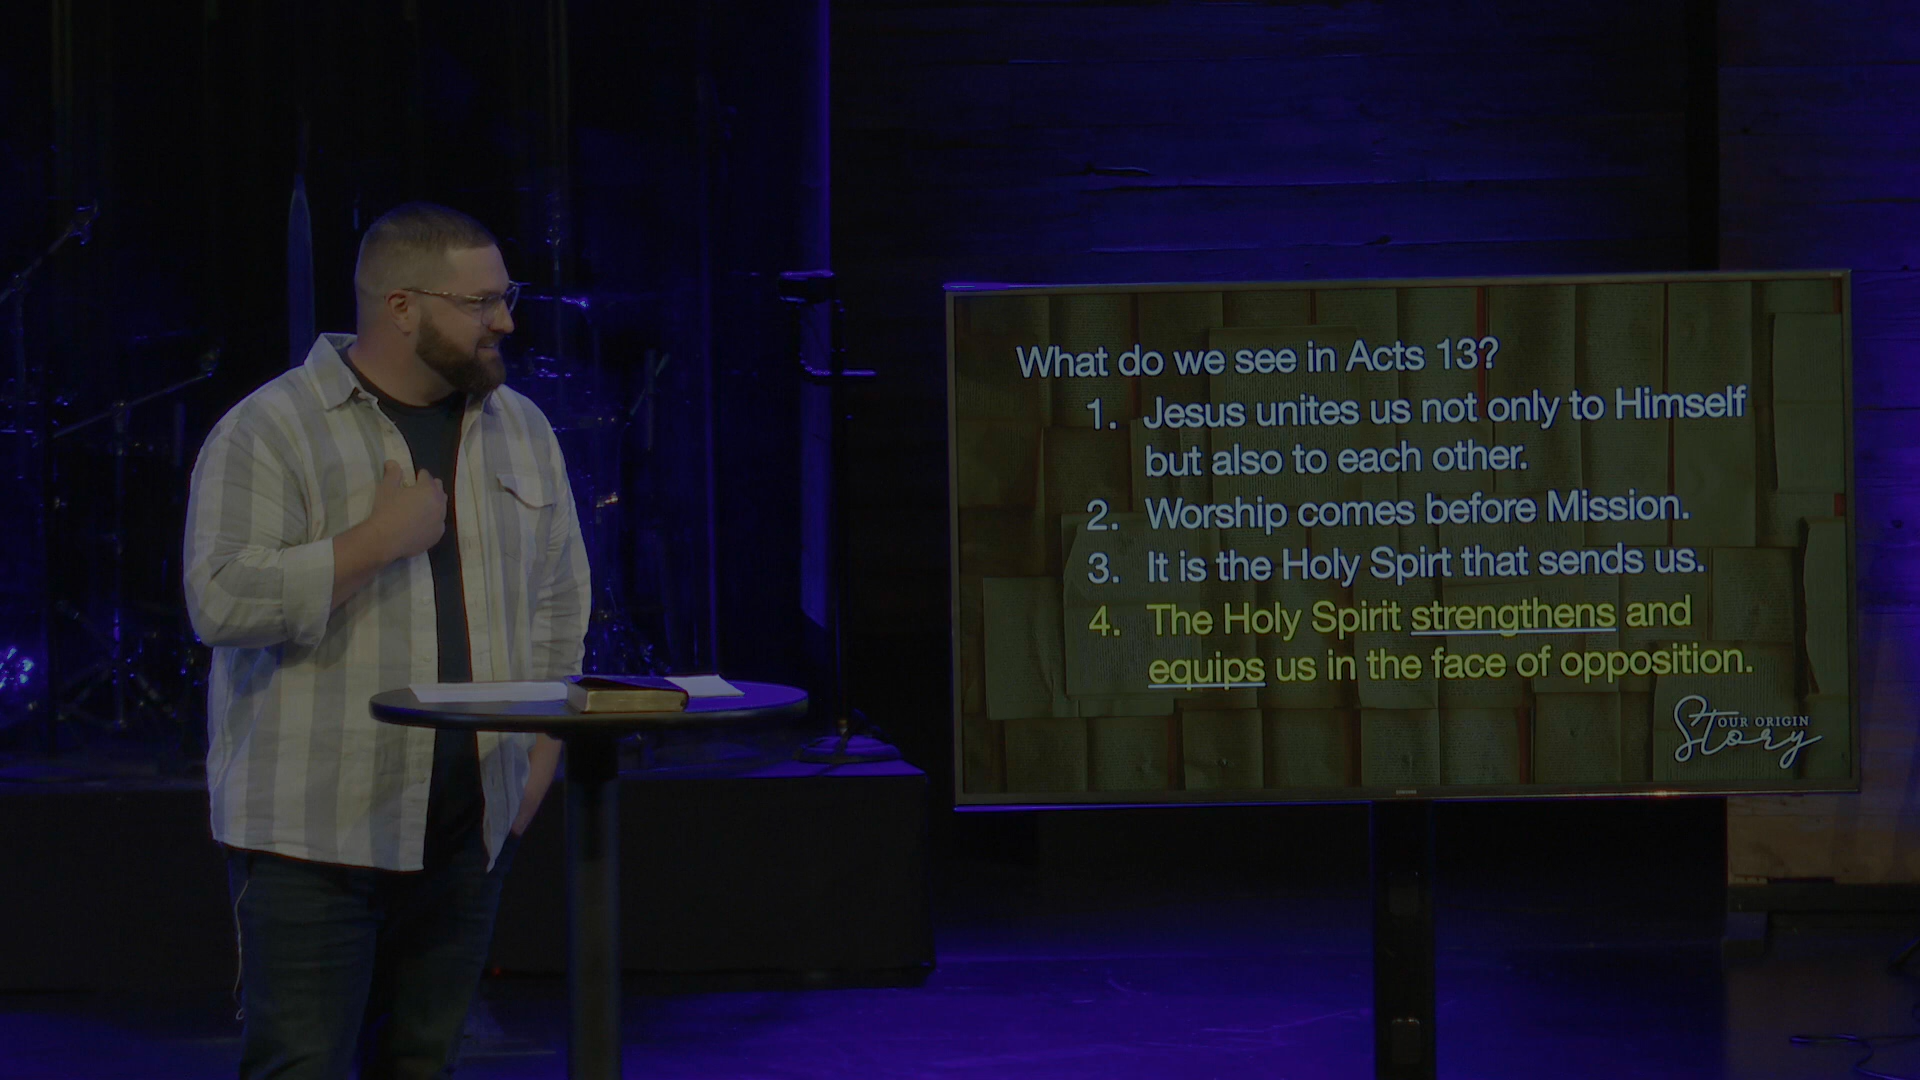 What do we see in Acts 13?
1. Jesus unites us not only to Himself
but also to each other.
2. Worship comes before Mission.
3. It is the Holy Spirt that sends us.
4. The Holy Spirit strengthens and
equips us in the face of opposition.
OUR ORIGIN
Story